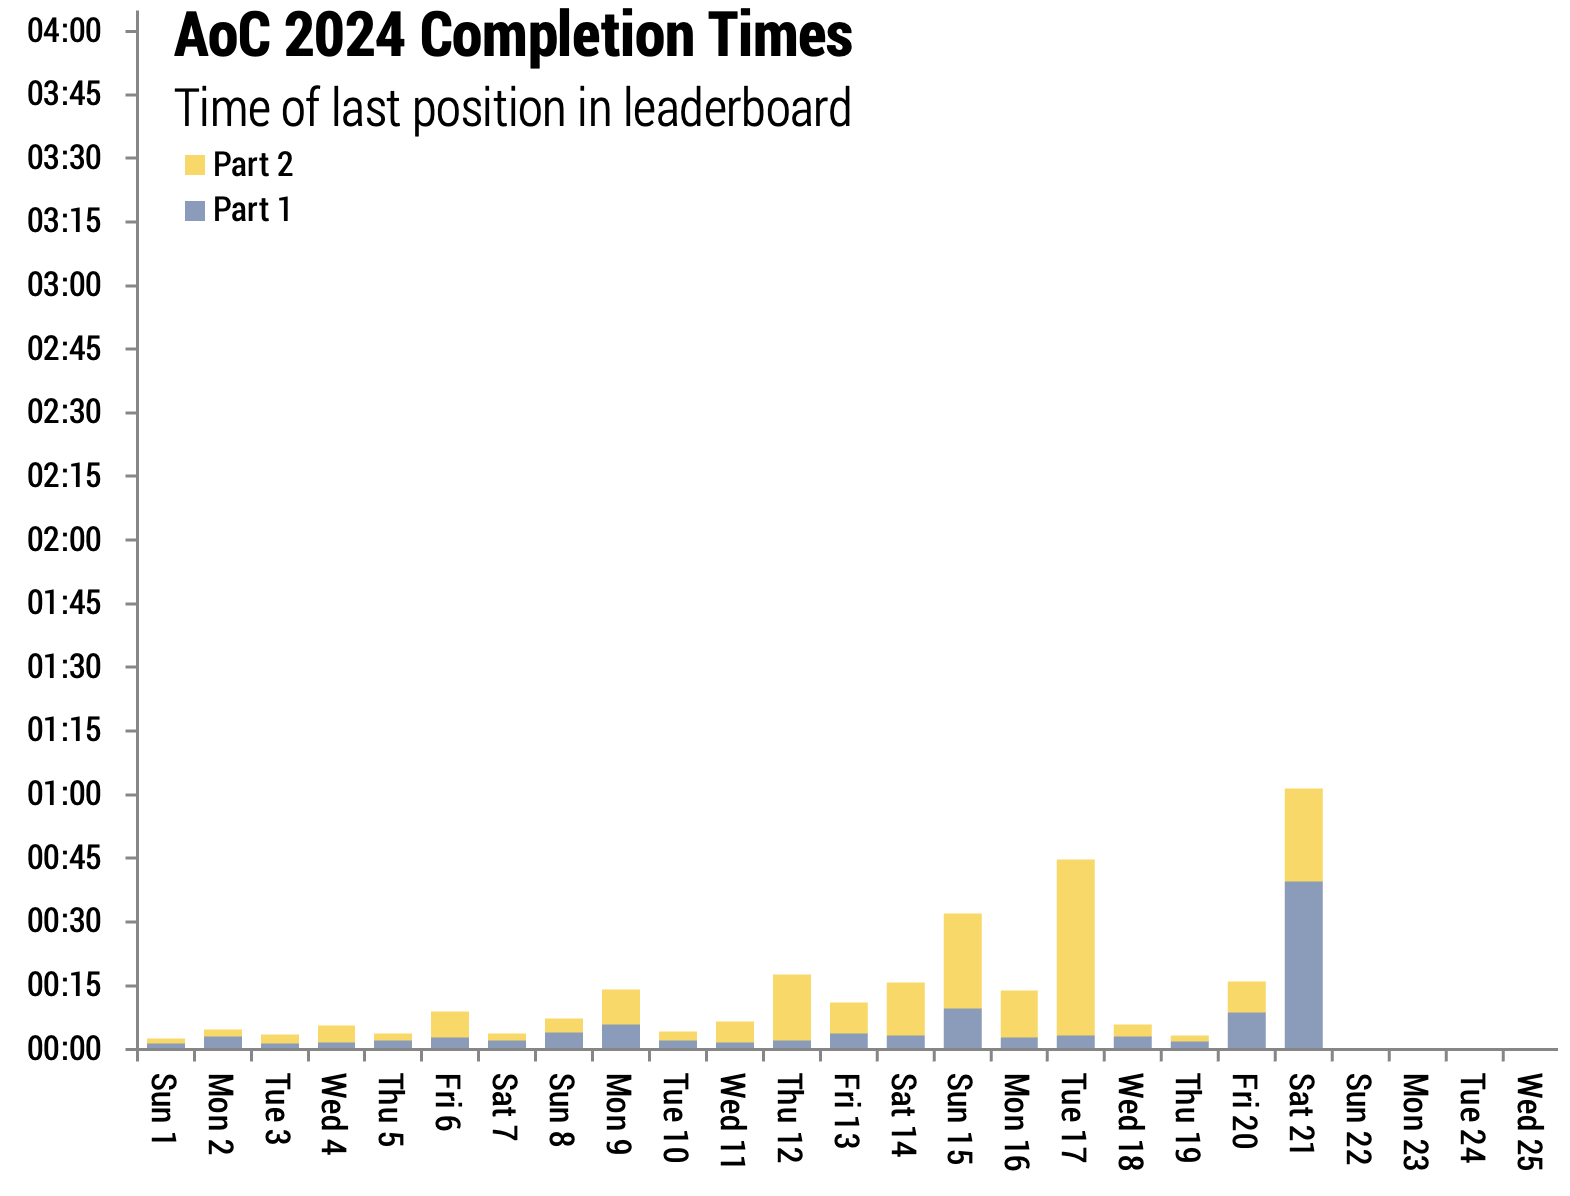 AoC 2024 Completion Times
Time of last position in leaderboard
Part 2
Part 1
04:00
03:45
03:30
03:15
03:00
02:45
02:30
02:15
02:00
01:45
01:30
01:15
01:00
00:45
00:30
00:15
00:00
Sun 1
Mon 2
Tue 3
Wed 4
Thu 5
Fri 6
Sat 7
Sun 8
Mon 9
Tue 10
Wed 11
Thu 12
Fri 13
Sat 14
Sun 15
Mon 16
Tue 17
Wed 18
Thu 19
Fri 20
Sat 21
Sun 22
Mon 23
Tue 24
Wed 25